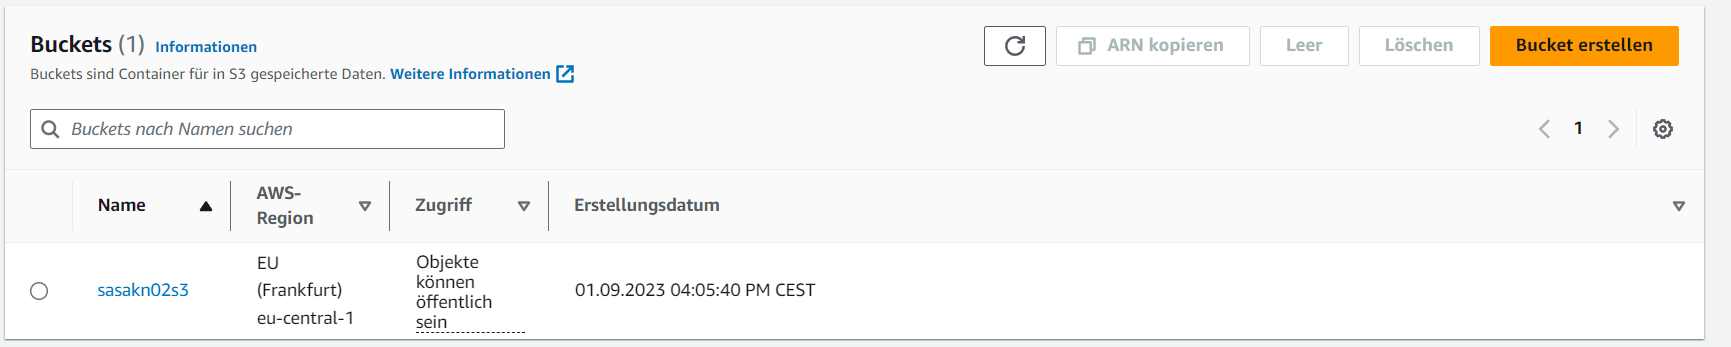 Buckets (1) Informationen
Buckets sind Container für in S3 gespeicherte Daten. Weitere Informationen
ARN kopieren
Leer
Löschen
Bucket erstellen
Buckets nach Namen suchen
1
Name
AWS-
Region
Zugriff
Erstellungsdatum
sasakn02s3
EU
(Frankfurt)
eu-central-1
Objekte
können
öffentlich
sein
01.09.2023 04:05:40 PM CEST